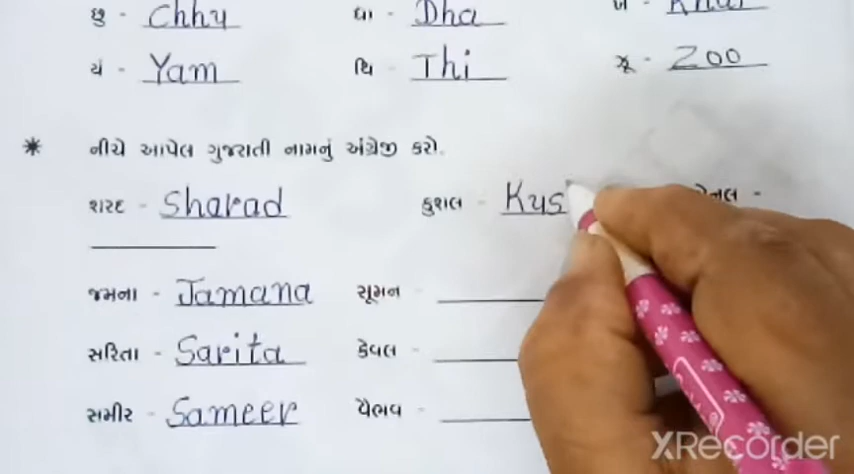 છુ - Chhu ધા - Dha
યં - Yam થિ - Thi ઝૂ - Zoo
* નીચે આપેલ ગુજરાતી નામનું અંગ્રેજી કરો.
શરદ - Sharad કુશલ - Kus
જમના - Jamana સૂમન -
સરિતા - Sarita કેવલ -
સમીર - Sameer વૈભવ -
XRecorder